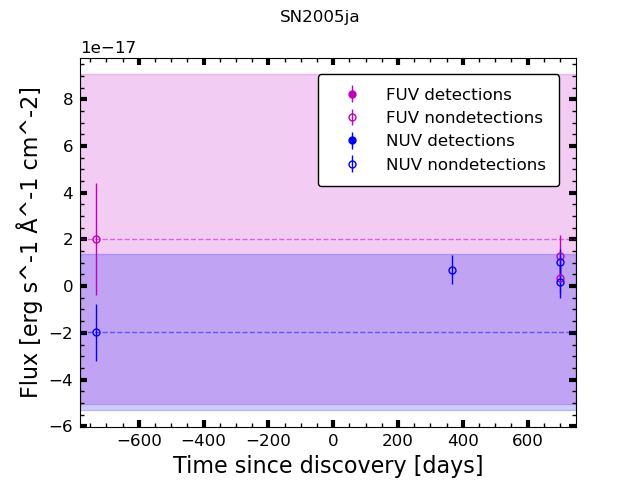 SN2005ja
1e−17
FUV detections
FUV nondetections
NUV detections
NUV nondetections
8
6
4
2
0
−2
−4
−6
−600 −400 −200 0 200 400 600
Flux [erg s^-1 Å^-1 cm^-2]
Time since discovery [days]